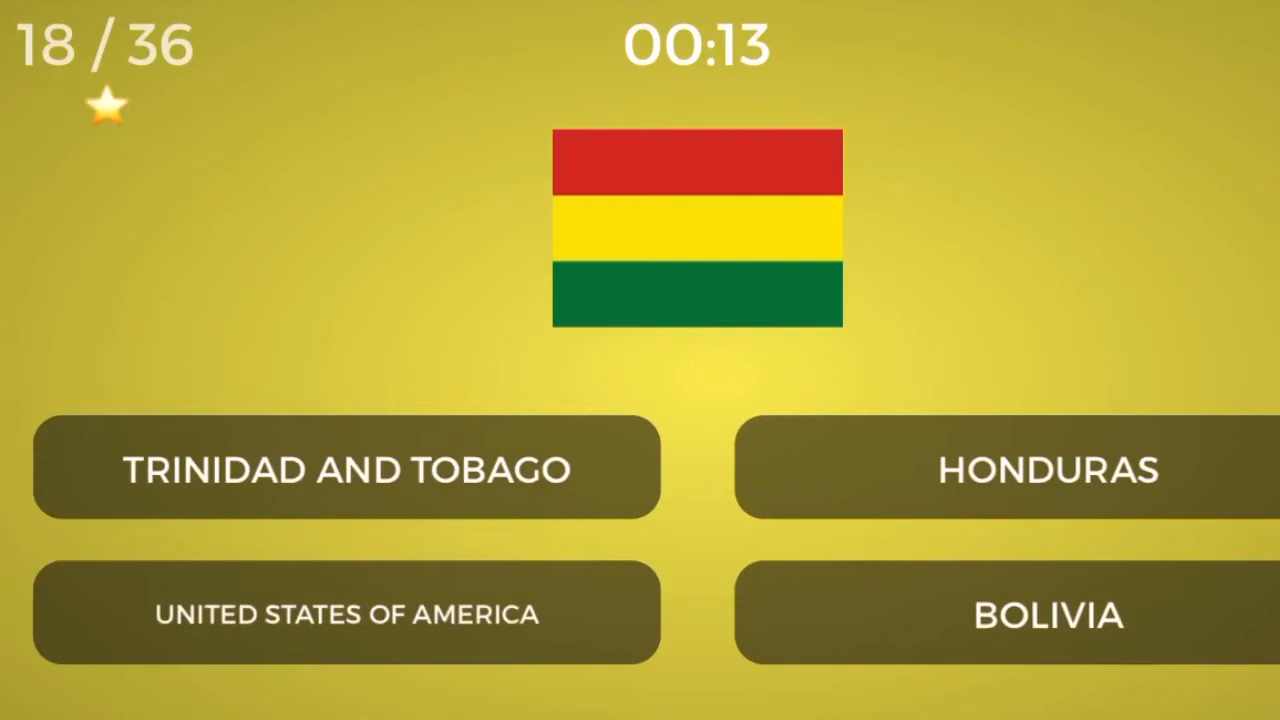 18 / 36
00:13
TRINIDAD AND TOBAGO
HONDURAS
UNITED STATES OF AMERICA
BOLIVIA